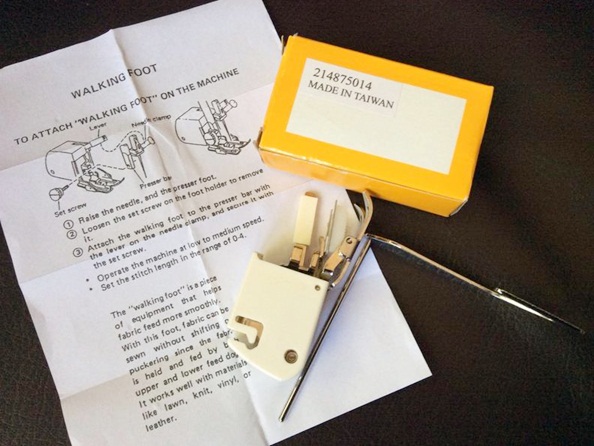 WALKING FOOT
TO ATTACH "WALKING FOOT" ON THE MACHINE
Lever
Needle clamp
Presser bar
Set screw
① Raise the needle, and the presser foot.
② Loosen the set screw on the foot holder to remove
it.
③ Attach the walking foot to the presser bar with
the lever on the needle clamp, and secure it with
the set screw.
* Operate the machine at low to medium speed.
* Set the stitch length in the range of 0-4.
The "walking foot" is a piece
of equipment that helps
fabric feed more smoothly.
With this foot, fabric can be
sewn without shifting or
puckering since the fabric
is held and fed by
upper and lower feed dogs.
It works well with materials
like lawn, knit, vinyl, or
leather.
214875014
MADE IN TAIWAN